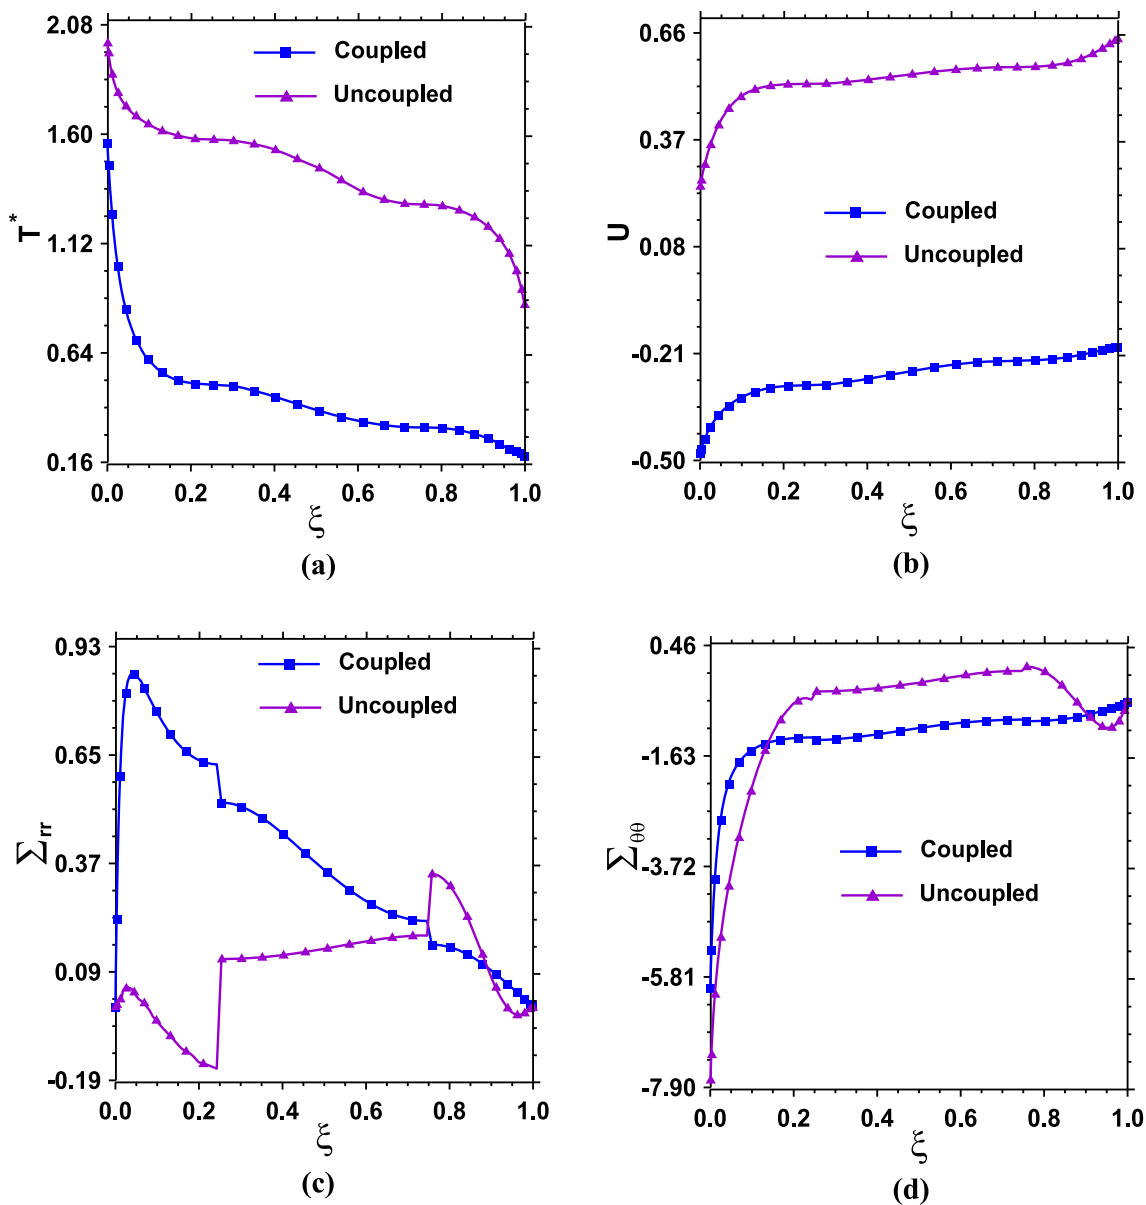 2.08
1.60
1.12
0.64
0.16
T*
Coupled
Uncoupled
0.0 0.2 0.4 0.6 0.8 1.0
ξ
(a)
0.66
0.37
0.08
-0.21
-0.50
U
Coupled
Uncoupled
0.0 0.2 0.4 0.6 0.8 1.0
ξ
(b)
0.93
0.65
0.37
0.09
-0.19
Σrr
Coupled
Uncoupled
0.0 0.2 0.4 0.6 0.8 1.0
ξ
(c)
0.46
-1.63
-3.72
-5.81
-7.90
Σθθ
Coupled
Uncoupled
0.0 0.2 0.4 0.6 0.8 1.0
ξ
(d)